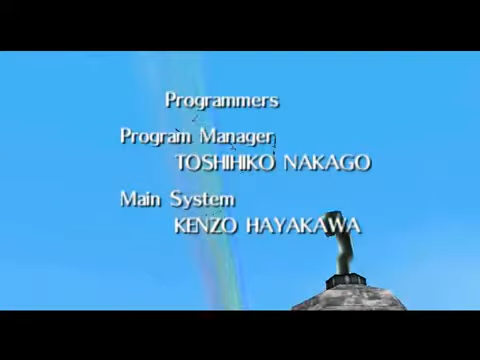 Programmers
Program Manager
TOSHIHIKO NAKAGO
Main System
KENZO HAYAKAWA